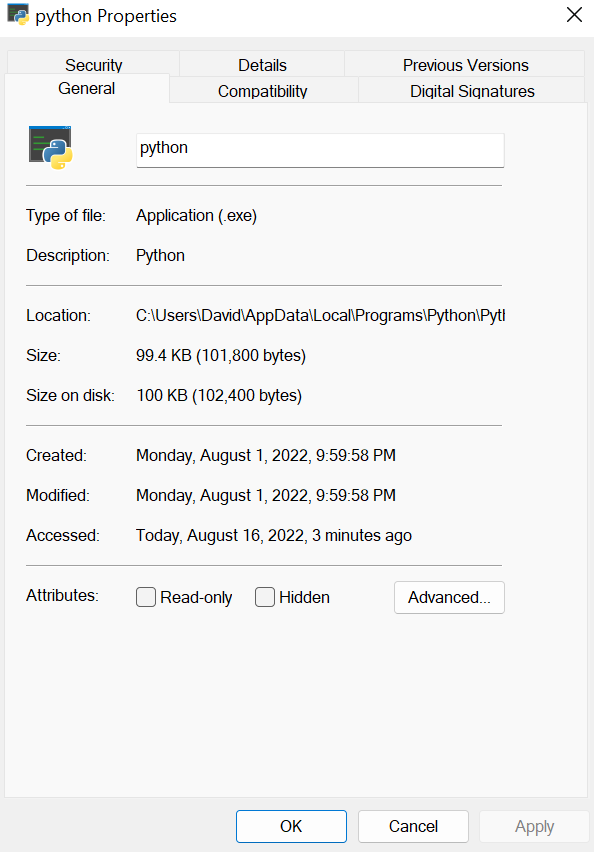 python Properties
Security Details Previous Versions
General Compatibility Digital Signatures
python
Type of file: Application (.exe)
Description: Python
Location: C:\Users\David\AppData\Local\Programs\Python\Pyt
Size: 99.4 KB (101,800 bytes)
Size on disk: 100 KB (102,400 bytes)
Created: Monday, August 1, 2022, 9:59:58 PM
Modified: Monday, August 1, 2022, 9:59:58 PM
Accessed: Today, August 16, 2022, 3 minutes ago
Attributes: Read-only Hidden Advanced...
OK Cancel Apply